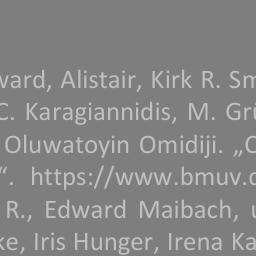 ward, Alistair, Kirk R. Sm
C. Karagiannidis, M. Grü
Oluwatoyin Omidiji. „C
“. https://www.bmuv.d
R., Edward Maibach, u
ke, Iris Hunger, Irena Ka